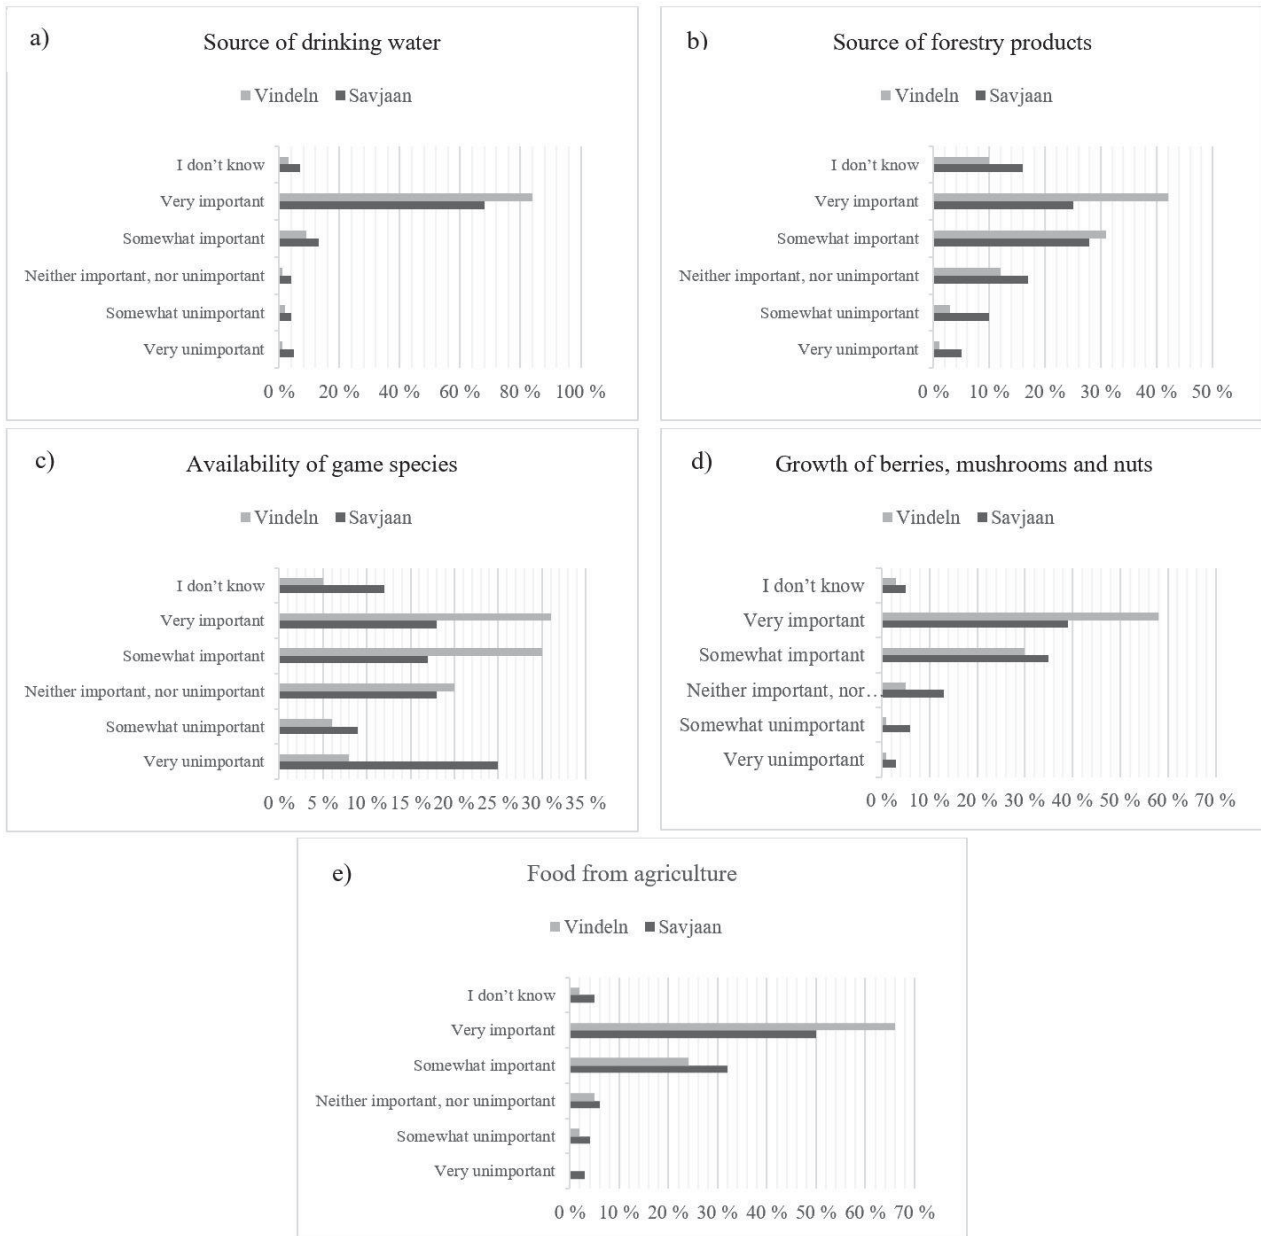 a)
Source of drinking water
Vindeln Savjaan
I don't know
Very important
Somewhat important
Neither important, nor unimportant
Somewhat unimportant
Very unimportant
0 % 20 % 40 % 60 % 80 % 100 %
b)
Source of forestry products
Vindeln Savjaan
I don't know
Very important
Somewhat important
Neither important, nor unimportant
Somewhat unimportant
Very unimportant
0 % 10 % 20 % 30 % 40 % 50 %
c)
Availability of game species
Vindeln Savjaan
I don't know
Very important
Somewhat important
Neither important, nor unimportant
Somewhat unimportant
Very unimportant
0 % 5 % 10 % 15 % 20 % 25 % 30 % 35 %
d)
Growth of berries, mushrooms and nuts
Vindeln Savjaan
I don't know
Very important
Somewhat important
Neither important, nor…
Somewhat unimportant
Very unimportant
0 % 10 % 20 % 30 % 40 % 50 % 60 % 70 %
e)
Food from agriculture
Vindeln Savjaan
I don't know
Very important
Somewhat important
Neither important, nor unimportant
Somewhat unimportant
Very unimportant
0 % 10 % 20 % 30 % 40 % 50 % 60 % 70 %